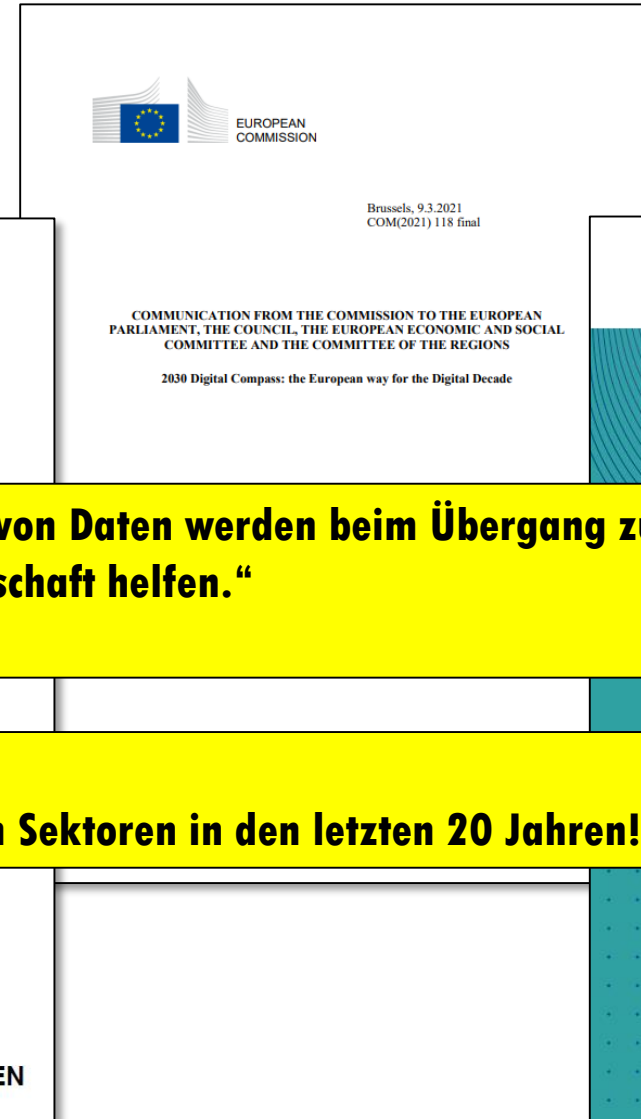 EUROPEAN
COMMISSION
Brussels, 9.3.2021
COM(2021) 118 final
COMMUNICATION FROM THE COMMISSION TO THE EUROPEAN
PARLIAMENT, THE COUNCIL, THE EUROPEAN ECONOMIC AND SOCIAL
COMMITTEE AND THE COMMITTEE OF THE REGIONS
2030 Digital Compass: the European way for the Digital Decade
von Daten werden beim Übergang
schaft helfen.“
Sektoren in den letzten 20 Jahren!
EN